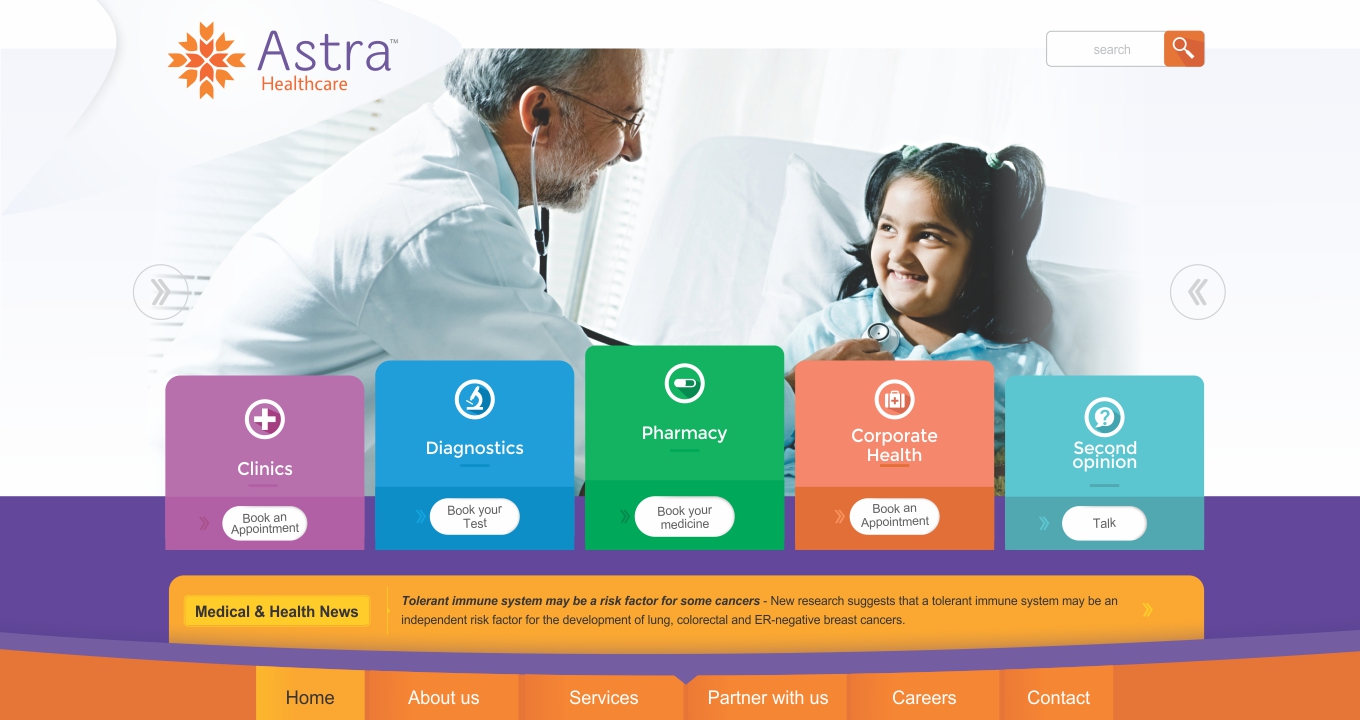 Astra™
Healthcare
search
Clinics
Book an
Appointment
Diagnostics
Book your
Test
Pharmacy
Book your
medicine
Corporate
Health
Book an
Appointment
Second
opinion
Talk
Medical & Health News
Tolerant immune system may be a risk factor for some cancers - New research suggests that a tolerant immune system may be an
independent risk factor for the development of lung, colorectal and ER-negative breast cancers.
Home
About us
Services
Partner with us
Careers
Contact